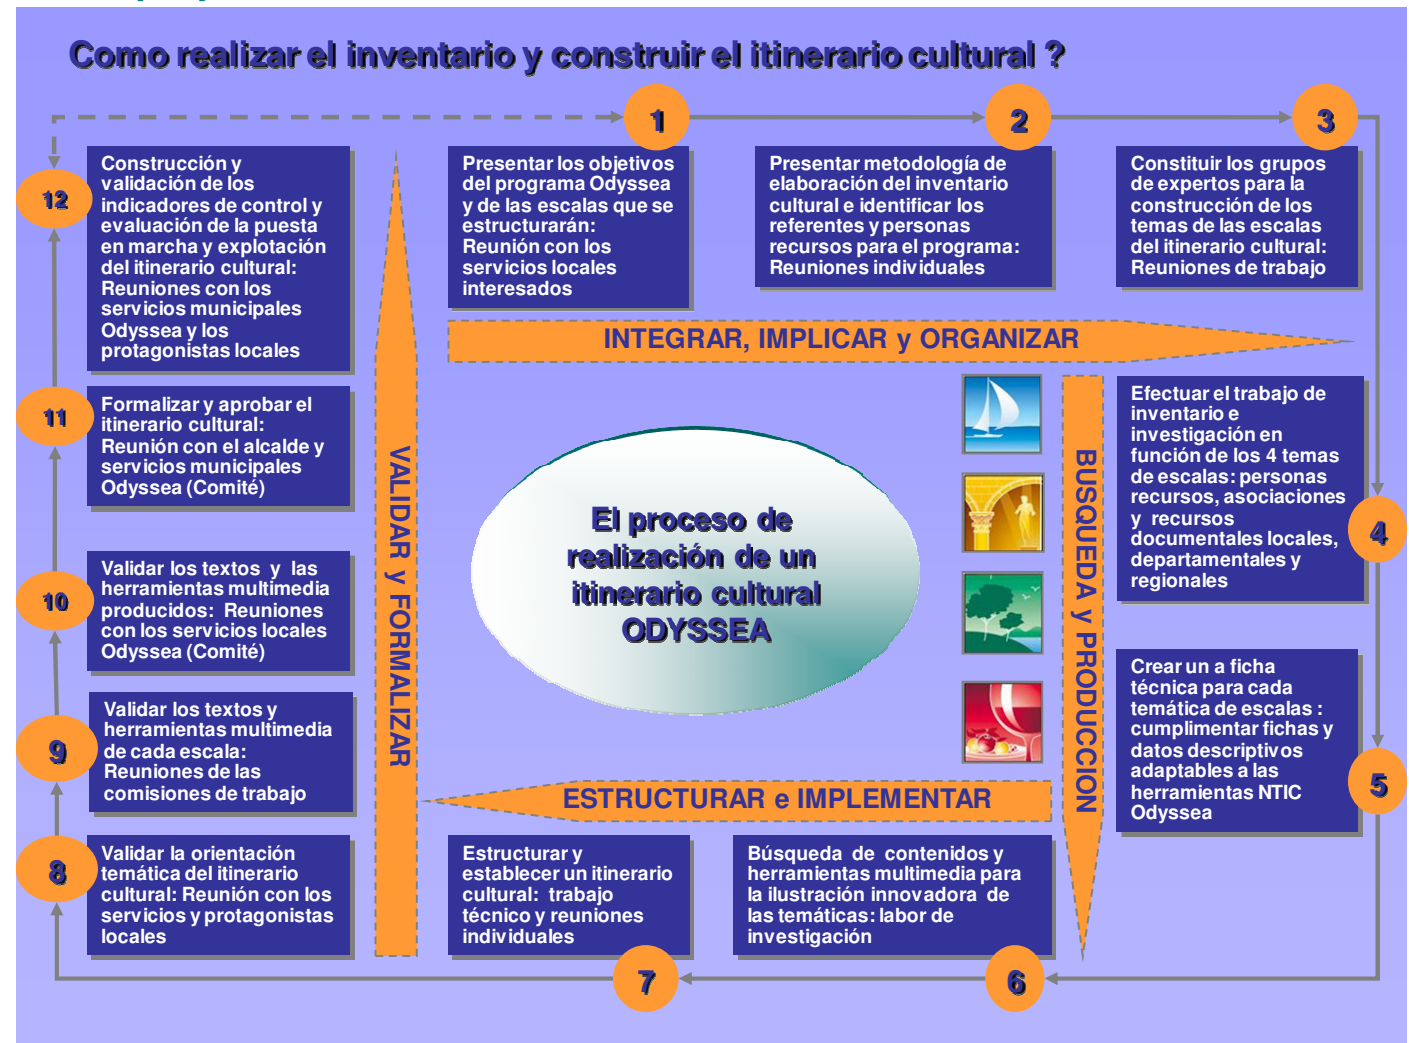 Como realizar el inventario y construir el itinerario cultural ?
1
2
3
Presentar los objetivos
del programa Odyssea
y de las escalas que se
estructurarán:
Reunión con los
servicios locales
interesados
Presentar metodología de
elaboración del inventario
cultural e identificar los
referentes y personas
recursos para el programa:
Reuniones individuales
Constituir los grupos
de expertos para la
construcción de los
temas de las escalas
del itinerario cultural:
Reuniones de trabajo
INTEGRAR, IMPLICAR y ORGANIZAR
4
Efectuar el trabajo de
inventario e
investigación en
función de los 4 temas
de escalas: personas
recursos, asociaciones
y recursos
documentales locales,
departamentales y
regionales
5
Crear un a ficha
técnica para cada
temática de escalas :
cumplimentar fichas y
datos descriptivos
adaptables a las
herramientas NTIC
Odyssea
BUSQUEDA y PRODUCCION
El proceso de
realización de un
itinerario cultural
ODYSSEA
ESTRUCTURAR e IMPLEMENTAR
Búsqueda de contenidos y
herramientas multimedia para
la ilustración innovadora de
las temáticas: labor de
investigación
6
Estructurar y
establecer un itinerario
cultural: trabajo
técnico y reuniones
individuales
7
8
Validar la orientación
temática del itinerario
cultural: Reunión con los
servicios y protagonistas
locales
9
Validar los textos y
herramientas multimedia
de cada escala:
Reuniones de las
comisiones de trabajo
10
Validar los textos y las
herramientas multimedia
producidos: Reuniones
con los servicios locales
Odyssea (Comité)
11
Formalizar y aprobar el
itinerario cultural:
Reunión con el alcalde y
servicios municipales
Odyssea (Comité)
12
Construcción y
validación de los
indicadores de control y
evaluación de la puesta
en marcha y explotación
del itinerario cultural:
Reuniones con los
servicios municipales
Odyssea y los
protagonistas locales
VALIDAR y FORMALIZAR